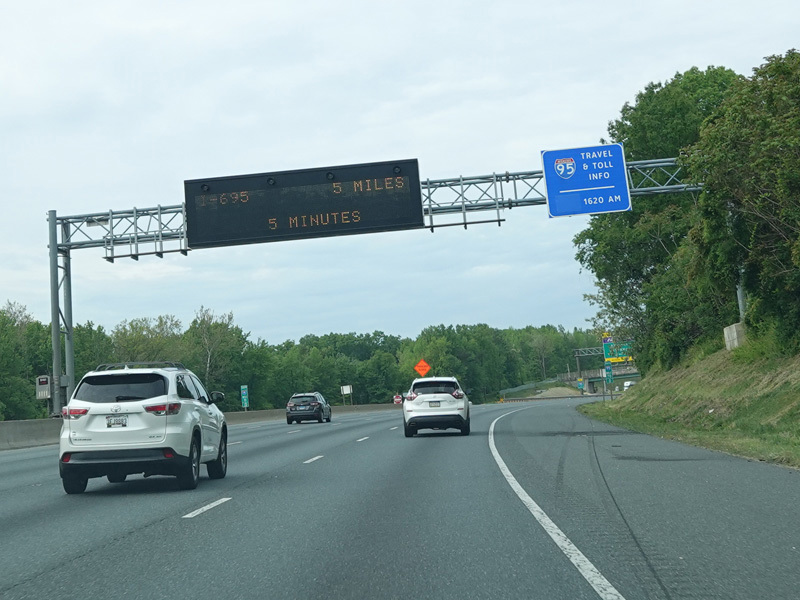 I-695 5 MILES
5 MINUTES
95
TRAVEL
& TOLL
INFO
1620 AM